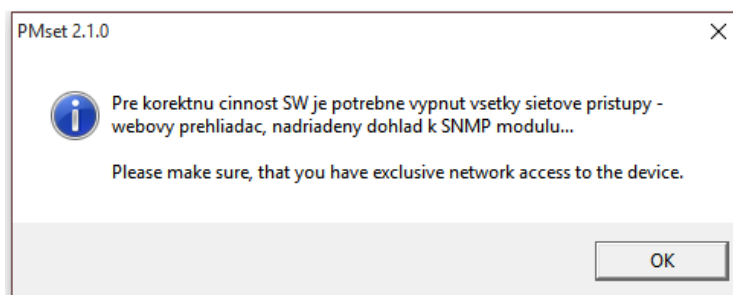 PMset 2.1.0
Pre korektnu cinnost SW je potrebne vypnut vsetky sietove pristupy -
webovy prehliadac, nadriadeny dohlad k SNMP modulu...
Please make sure, that you have exclusive network access to the device.
OK